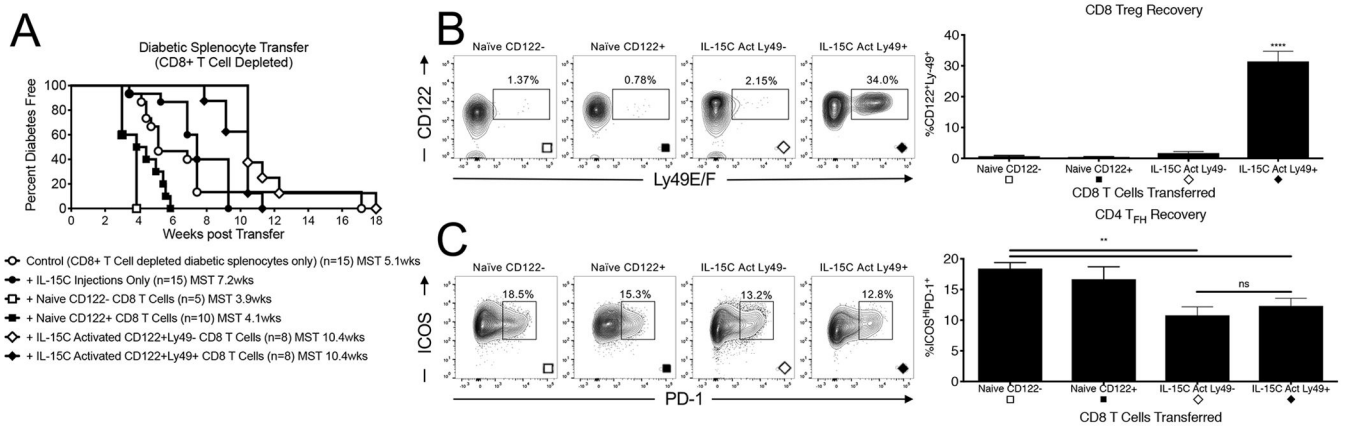 A
Diabetic Splenocyte Transfer
(CD8+ T Cell Depleted)
Percent Diabetes Free
100
80
60
40
20
0
0 2 4 6 8 10 12 14 16 18
Weeks post Transfer
Control (CD8+ T Cell depleted diabetic splenocytes only) (n=15) MST 5.1wks
+ IL-15C Injections Only (n=15) MST 7.2wks
+ Naive CD122- CD8 T Cells (n=5) MST 3.9wks
+ Naive CD122+ CD8 T Cells (n=10) MST 4.1wks
+ IL-15C Activated CD122+Ly49- CD8 T Cells (n=8) MST 10.4wks
+ IL-15C Activated CD122+Ly49+ CD8 T Cells (n=8) MST 10.4wks
B
Naïve CD122- Naïve CD122+ IL-15C Act Ly49- IL-15C Act Ly49+
1.37% 0.78% 2.15% 34.0%
CD122
Ly49E/F
CD8 Treg Recovery
%CD122+Ly-49+
40
30
20
10
0
****
Naive CD122- Naive CD122+ IL-15C Act Ly49- IL-15C Act Ly49+
CD8 T Cells Transferred
C
Naïve CD122- Naïve CD122+ IL-15C Act Ly49- IL-15C Act Ly49+
18.5% 15.3% 13.2% 12.8%
ICOS
PD-1
CD4 TFH Recovery
%ICOSHIPD-1+
20
15
10
5
0
**
ns
Naive CD122- Naive CD122+ IL-15C Act Ly49- IL-15C Act Ly49+
CD8 T Cells Transferred